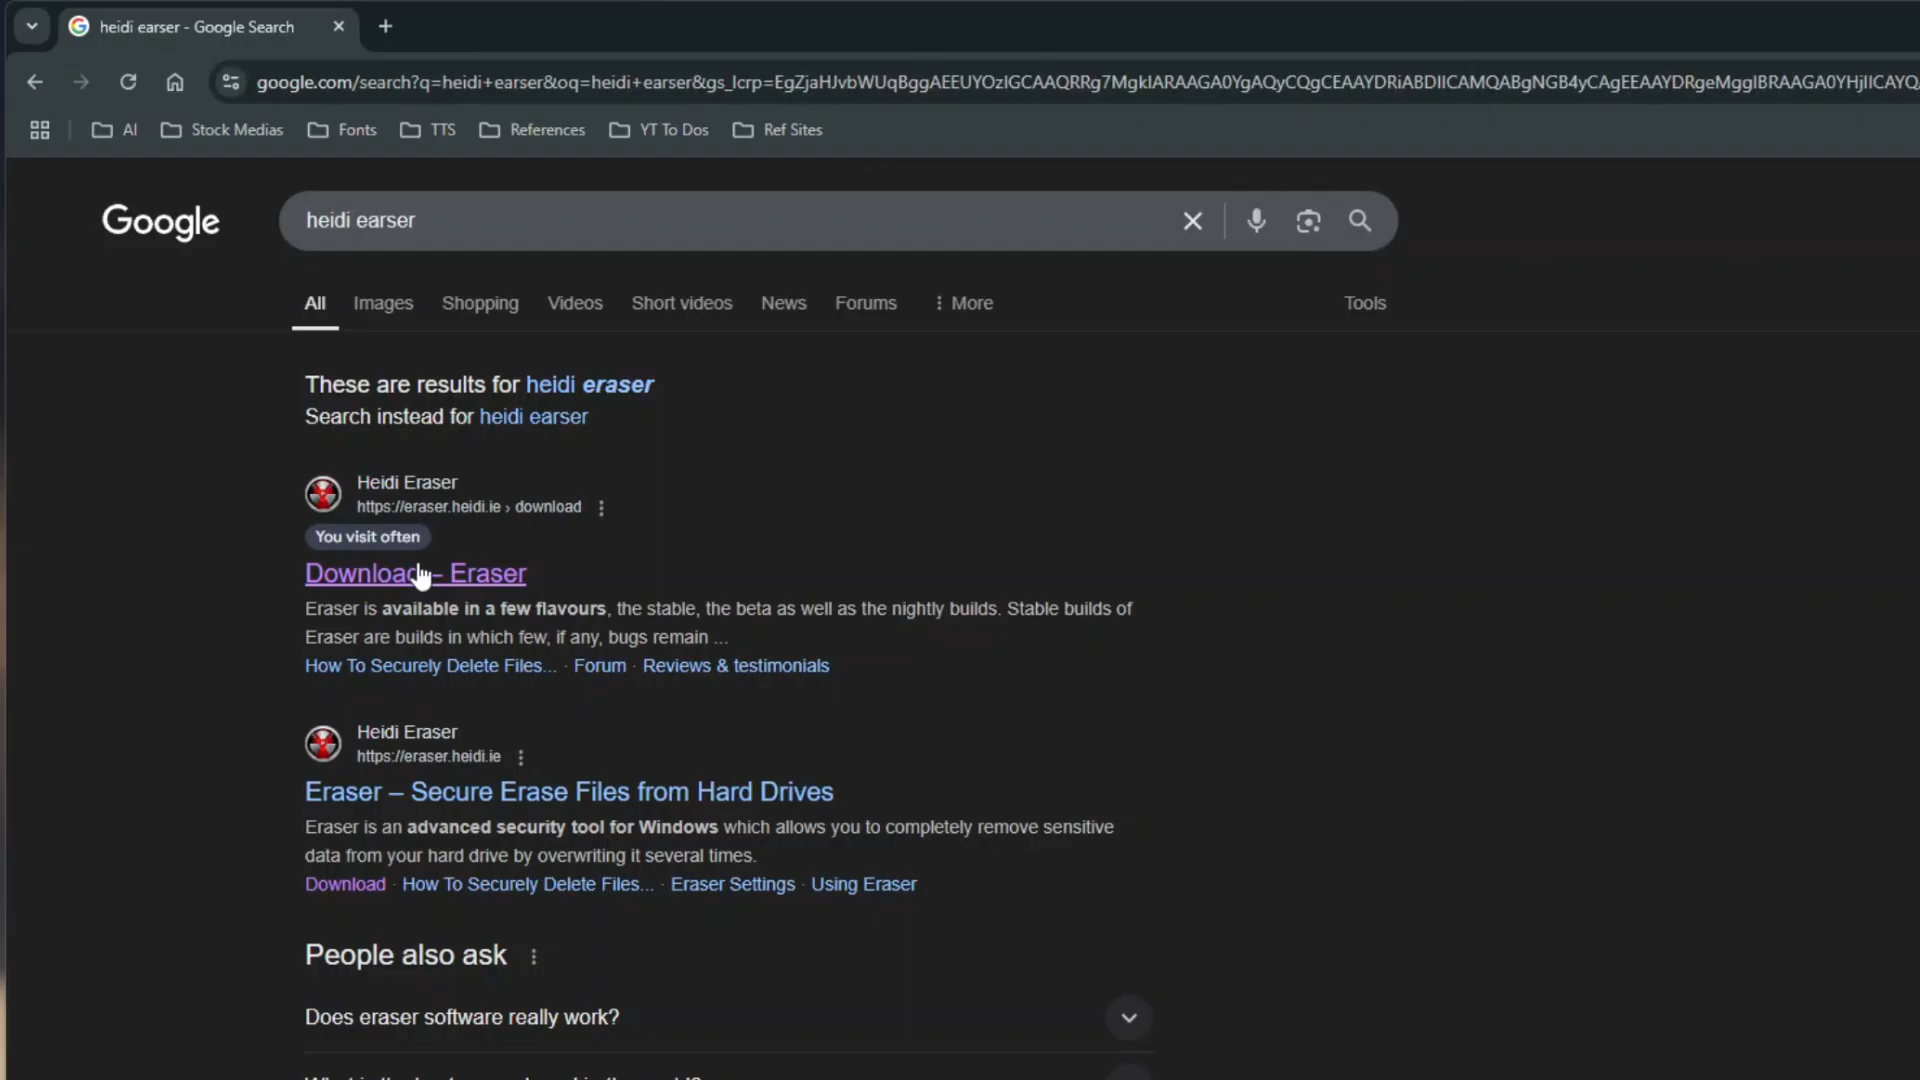 heidi earser - Google Search
google.com/search?q=heidi+earser&oq=heidi+earser&gs_lcrp=
AI Stock Medias Fonts TTS References YT To Dos Ref Sites
Google heidi earser
All Images Shopping Videos Short videos News Forums More Tools
These are results for heidi eraser
Search instead for heidi earser
Heidi Eraser
https://eraser.heidi.ie › download
You visit often
Download – Eraser
Eraser is available in a few flavours, the stable, the beta as well as the nightly builds. Stable builds of
Eraser are builds in which few, if any, bugs remain ...
How To Securely Delete Files... · Forum · Reviews & testimonials
Heidi Eraser
https://eraser.heidi.ie
Eraser – Secure Erase Files from Hard Drives
Eraser is an advanced security tool for Windows which allows you to completely remove sensitive
data from your hard drive by overwriting it several times.
Download · How To Securely Delete Files... · Eraser Settings · Using Eraser
People also ask
Does eraser software really work?